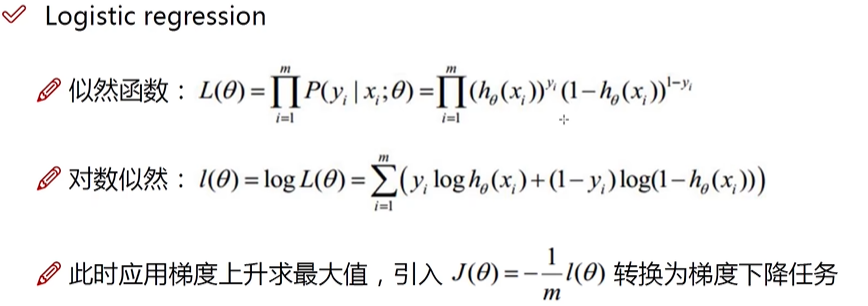 Logistic regression
似然函数：L(θ) = ∏_{i=1}^{m} P(y_i | x_i; θ) = ∏_{i=1}^{m} (h_θ(x_i))^{y_i} (1 − h_θ(x_i))^{1−y_i}
对数似然：l(θ) = log L(θ) = ∑_{i=1}^{m} (y_i log h_θ(x_i) + (1 − y_i) log(1 − h_θ(x_i)))
此时应用梯度上升求最大值，引入 J(θ) = −\frac{1}{m} l(θ) 转换为梯度下降任务